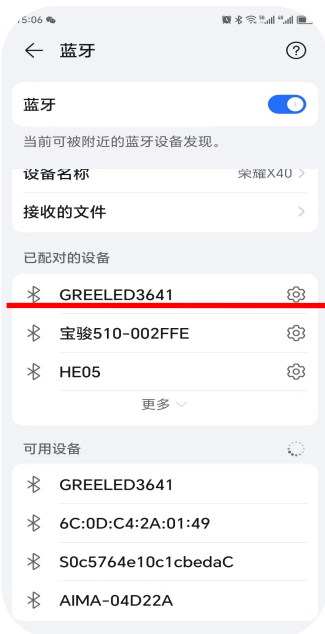 5:06
蓝牙
蓝牙
当前可被附近的蓝牙设备发现。
设备名称 荣耀X40
接收的文件
已配对的设备
GREELED3641
宝骏510-002FFE
HE05
更多
可用设备
GREELED3641
6C:0D:C4:2A:01:49
S0c5764e10c1cbedaC
AIMA-04D22A